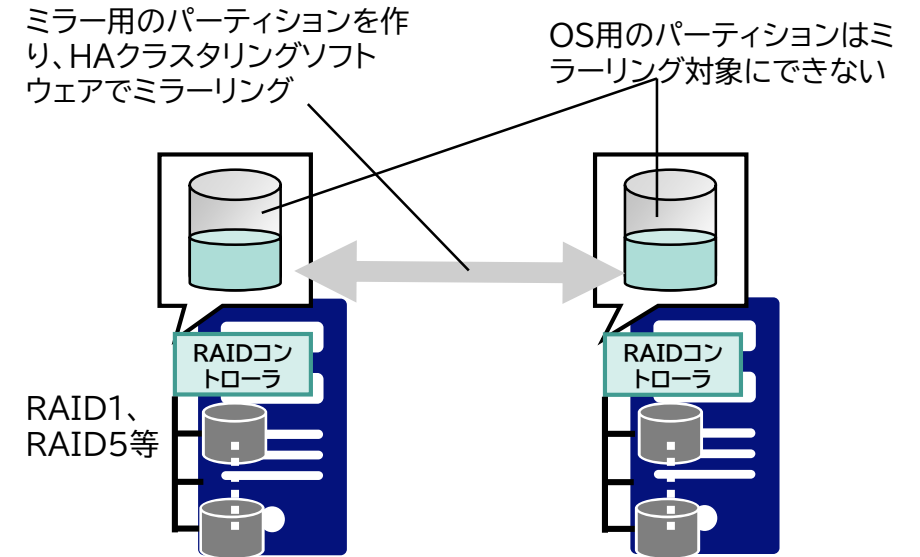 ミラー用のパーティションを作
り、HAクラスタリングソフト
ウェアでミラーリング
OS用のパーティションはミ
ラーリング対象にできない
RAIDコン
トローラ
RAIDコン
トローラ
RAID1、
RAID5等